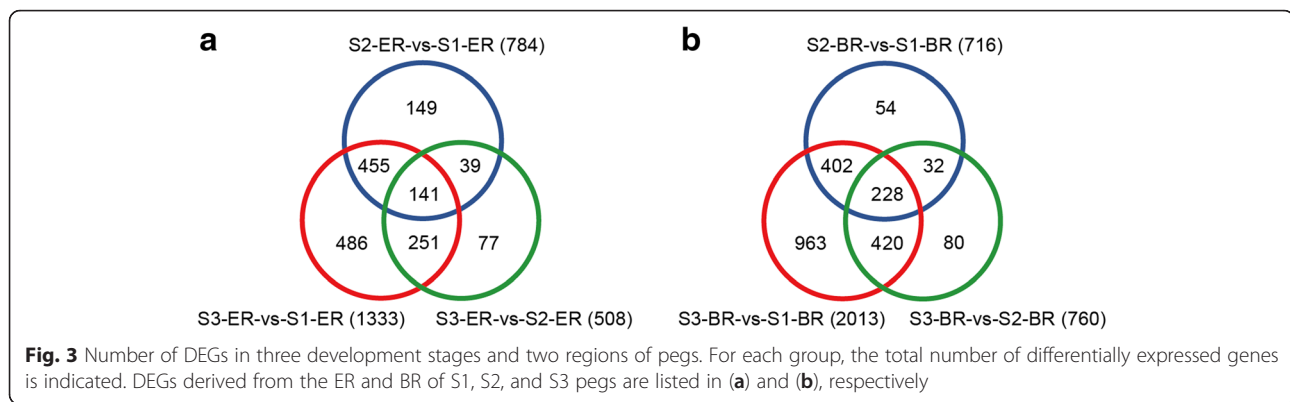 a
b
S2-ER-vs-S1-ER (784)
S2-BR-vs-S1-BR (716)
149
54
455
39
402
32
141
228
486
251
77
963
420
80
S3-ER-vs-S1-ER (1333)
S3-ER-vs-S2-ER (508)
S3-BR-vs-S1-BR (2013)
S3-BR-vs-S2-BR (760)
Fig. 3 Number of DEGs in three development stages and two regions of pegs. For each group, the total number of differentially expressed genes
is indicated. DEGs derived from the ER and BR of S1, S2, and S3 pegs are listed in (a) and (b), respectively